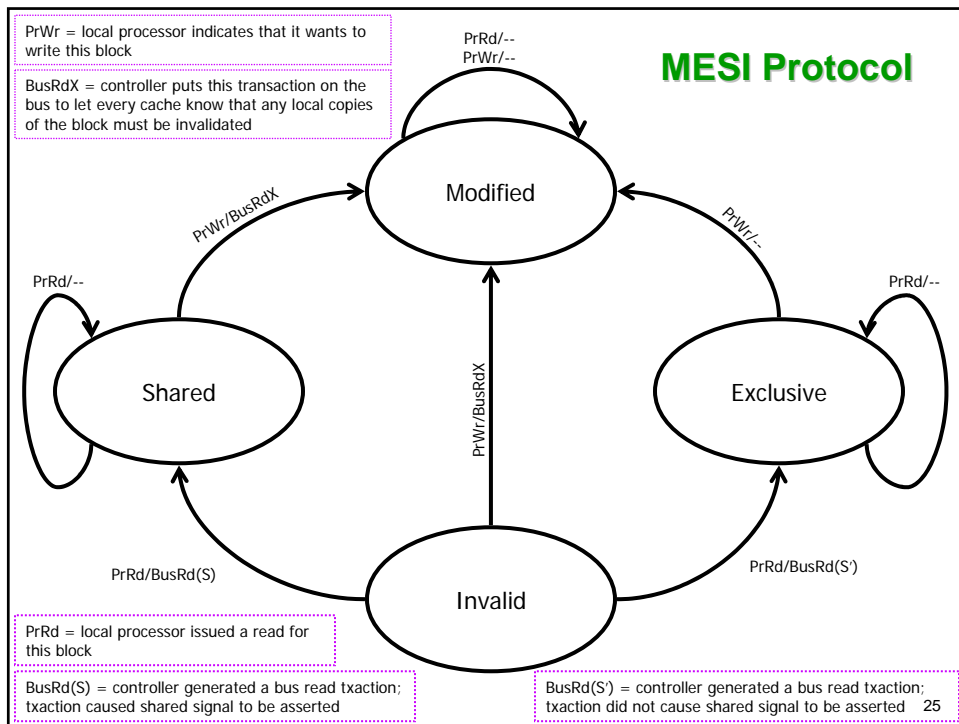 PrWr = local processor indicates that it wants to
write this block
BusRdX = controller puts this transaction on the
bus to let every cache know that any local copies
of the block must be invalidated
MESI Protocol
PrRd/--
PrWr/--
Modified
PrWr/BusRdX
PrWr/--
PrRd/--
PrRd/--
Shared
PrWr/BusRdX
Exclusive
PrRd/BusRd(S)
Invalid
PrRd/BusRd(S')
PrRd = local processor issued a read for
this block
BusRd(S) = controller generated a bus read txaction;
txaction caused shared signal to be asserted
BusRd(S') = controller generated a bus read txaction;
txaction did not cause shared signal to be asserted
25